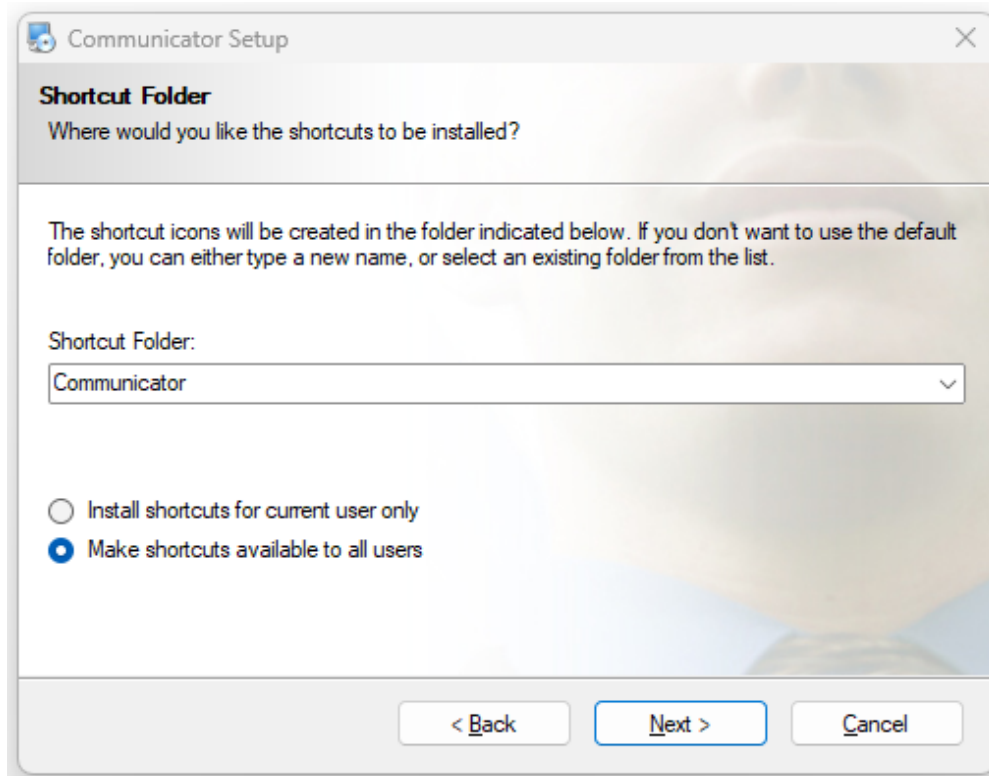 Communicator Setup
Shortcut Folder
Where would you like the shortcuts to be installed?
The shortcut icons will be created in the folder indicated below. If you don't want to use the default
folder, you can either type a new name, or select an existing folder from the list.
Shortcut Folder:
Communicator
Install shortcuts for current user only
Make shortcuts available to all users
< Back
Next >
Cancel